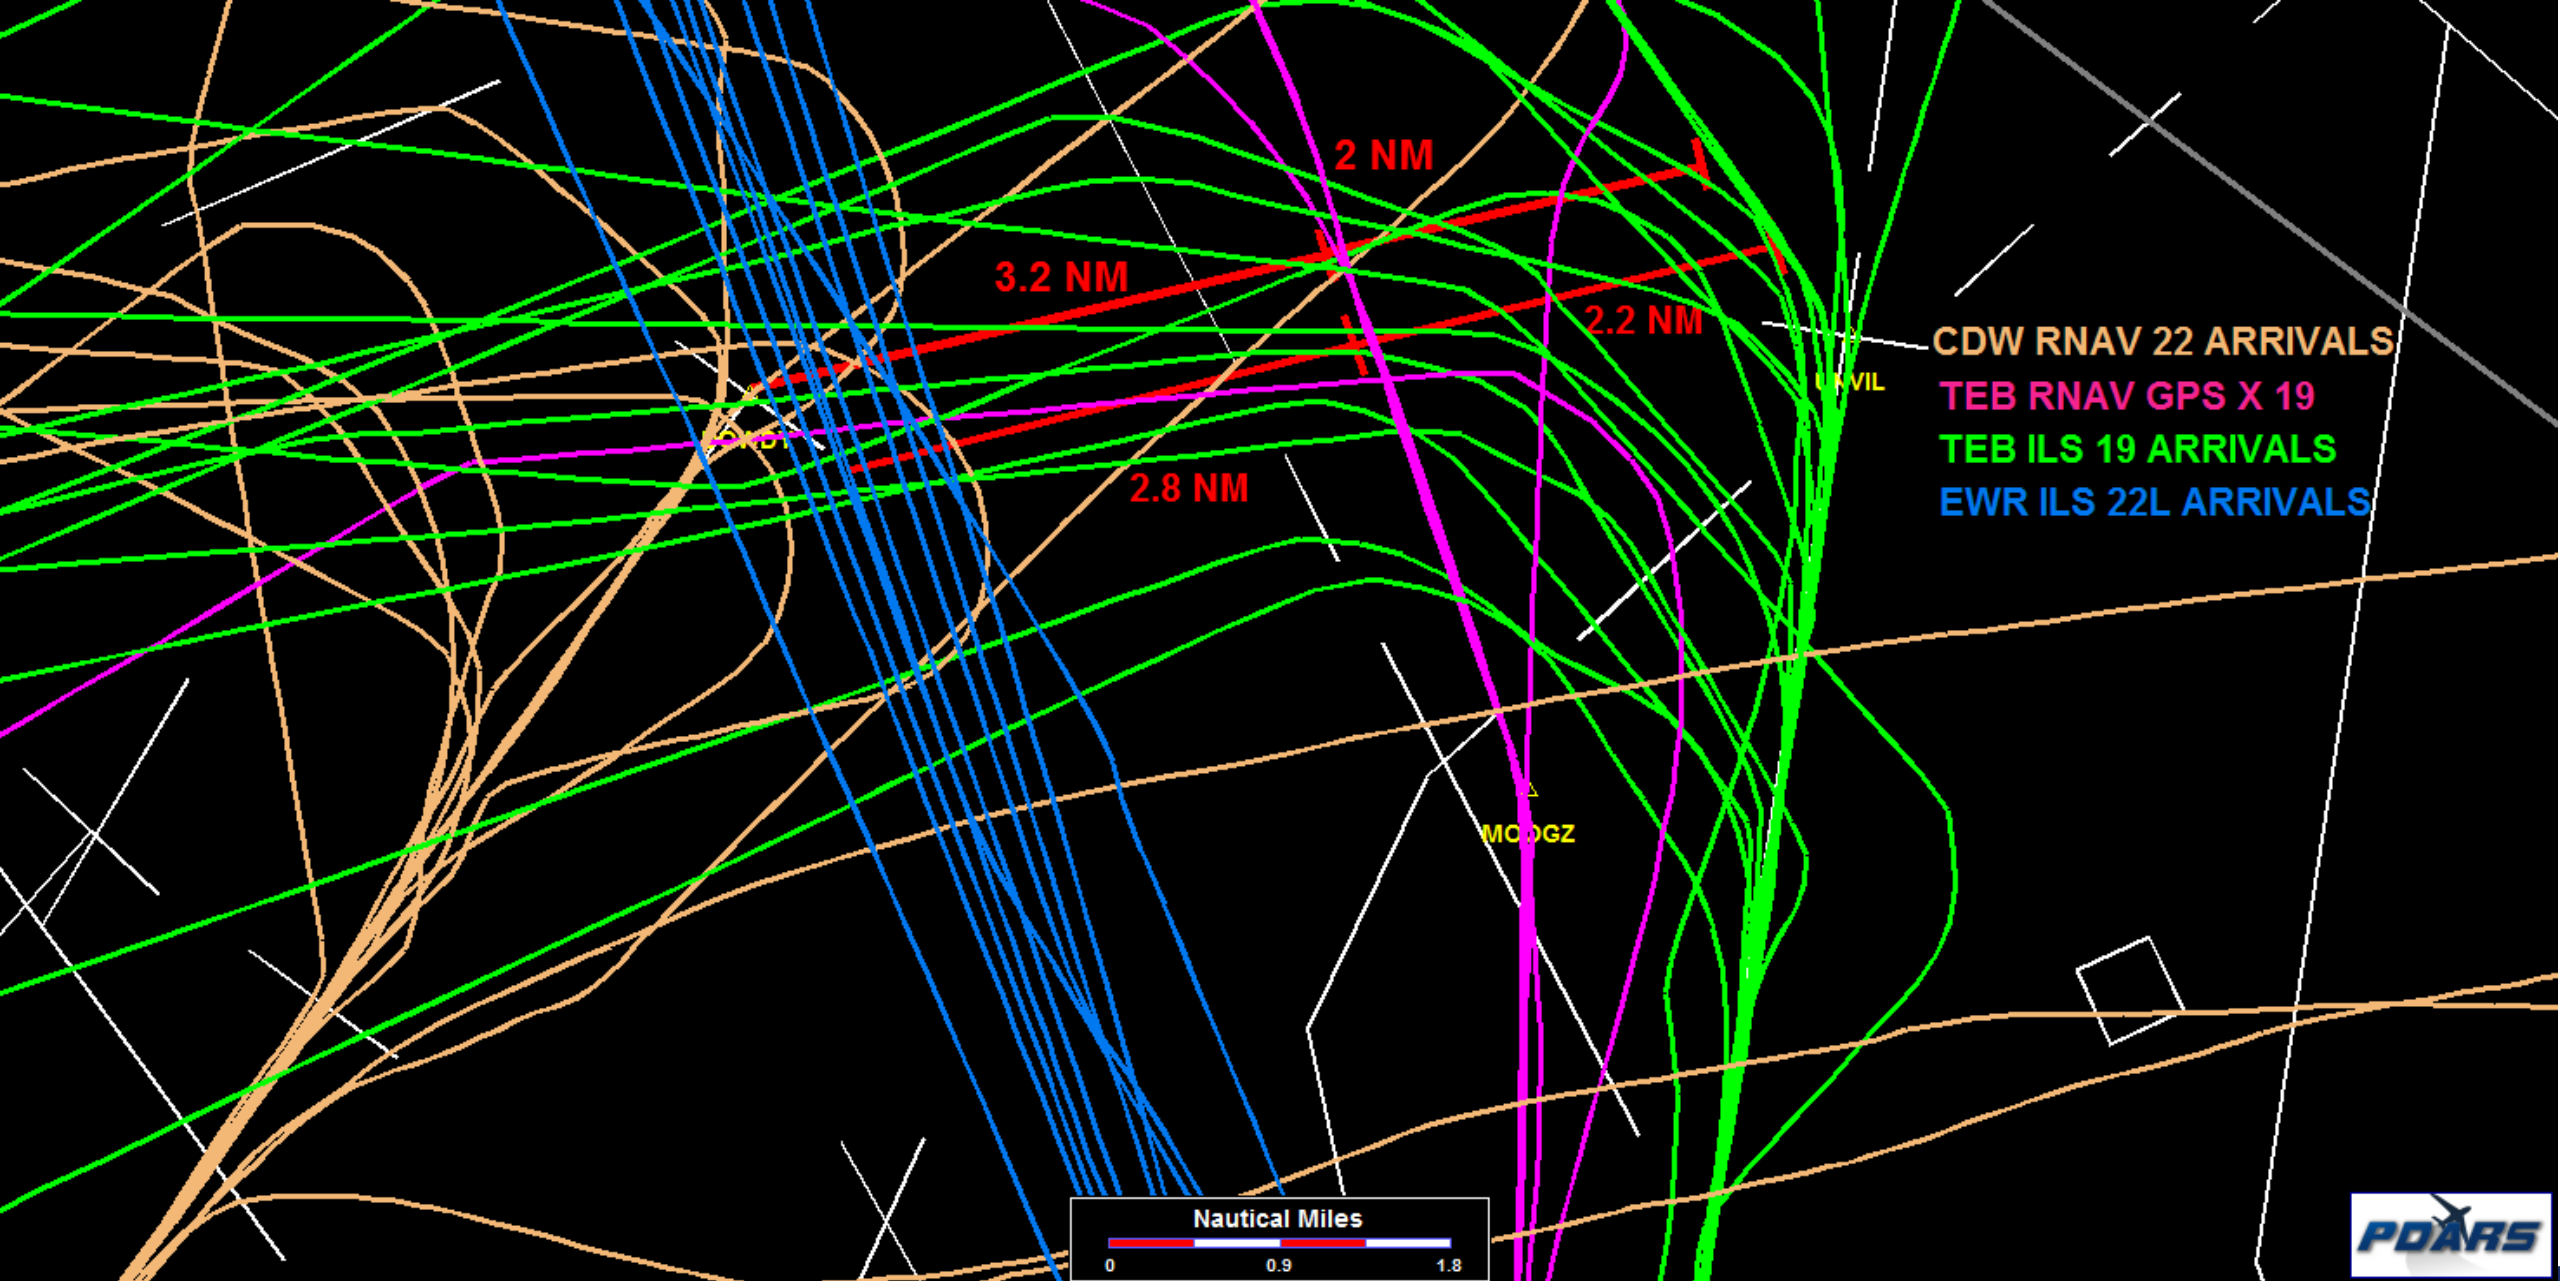 2 NM
3.2 NM
2.2 NM
2.8 NM
CDW RNAV 22 ARRIVALS
TEB RNAV GPS X 19
TEB ILS 19 ARRIVALS
EWR ILS 22L ARRIVALS
MOOGZ
Nautical Miles
0 0.9 1.8
PDARS